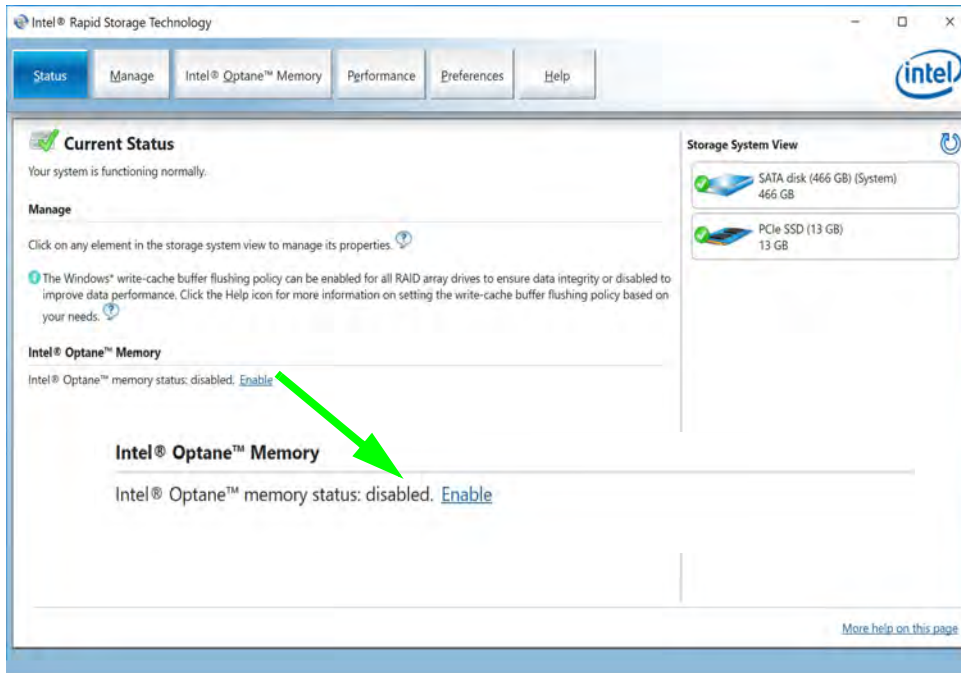 Intel® Rapid Storage Technology
Status
Manage
Intel® Optane™ Memory
Performance
Preferences
Help
intel
Current Status
Your system is functioning normally.
Manage
Click on any element in the storage system view to manage its properties.
The Windows* write-cache buffer flushing policy can be enabled for all RAID array drives to ensure data integrity or disabled to
improve data performance. Click the Help icon for more information on setting the write-cache buffer flushing policy based on
your needs.
Intel® Optane™ Memory
Intel® Optane™ memory status: disabled. Enable
Intel® Optane™ Memory
Intel® Optane™ memory status: disabled. Enable
Storage System View
SATA disk (466 GB) (System)
466 GB
PCIe SSD (13 GB)
13 GB
More help on this page